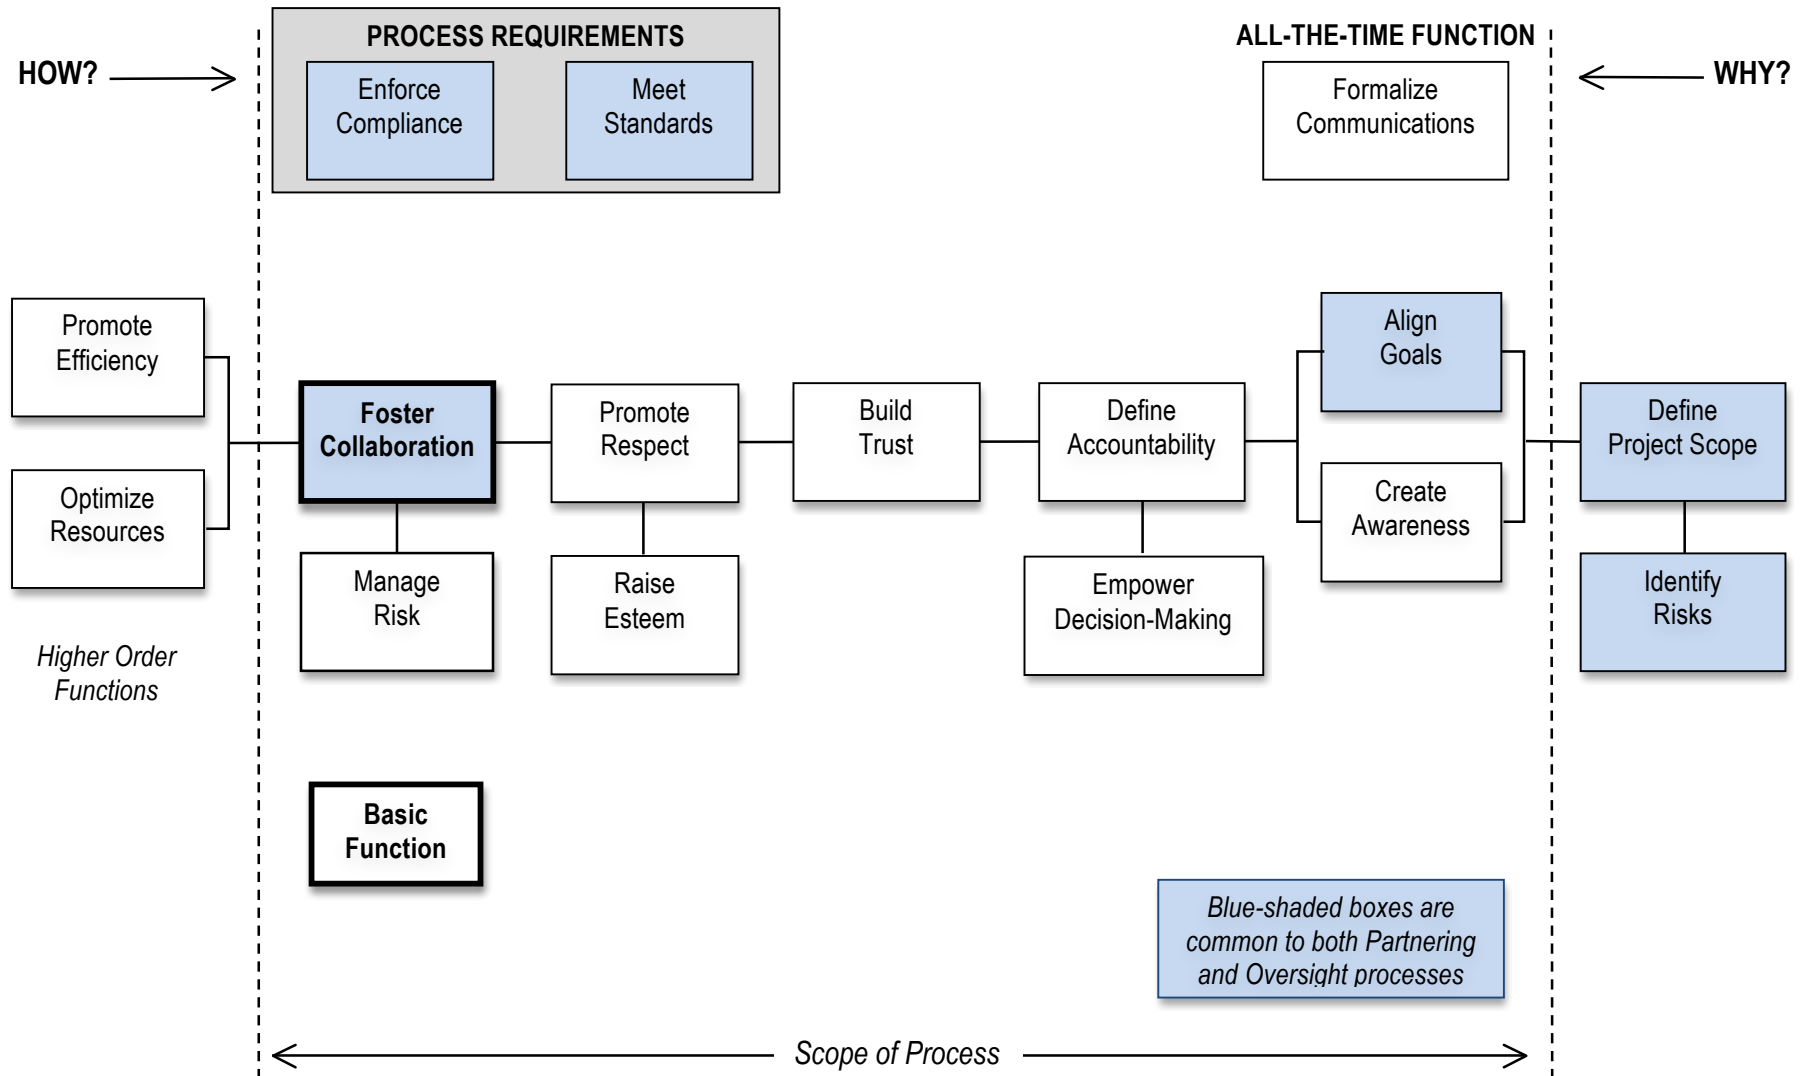 PROCESS REQUIREMENTS
ALL-THE-TIME FUNCTION
HOW?
WHY?
Enforce
Compliance
Meet
Standards
Formalize
Communications
Promote
Efficiency
Optimize
Resources
Higher Order
Functions
Foster
Collaboration
Manage
Risk
Promote
Respect
Raise
Esteem
Build
Trust
Define
Accountability
Empower
Decision-Making
Align
Goals
Create
Awareness
Define
Project Scope
Identify
Risks
Basic
Function
Blue-shaded boxes are
common to both Partnering
and Oversight processes
Scope of Process